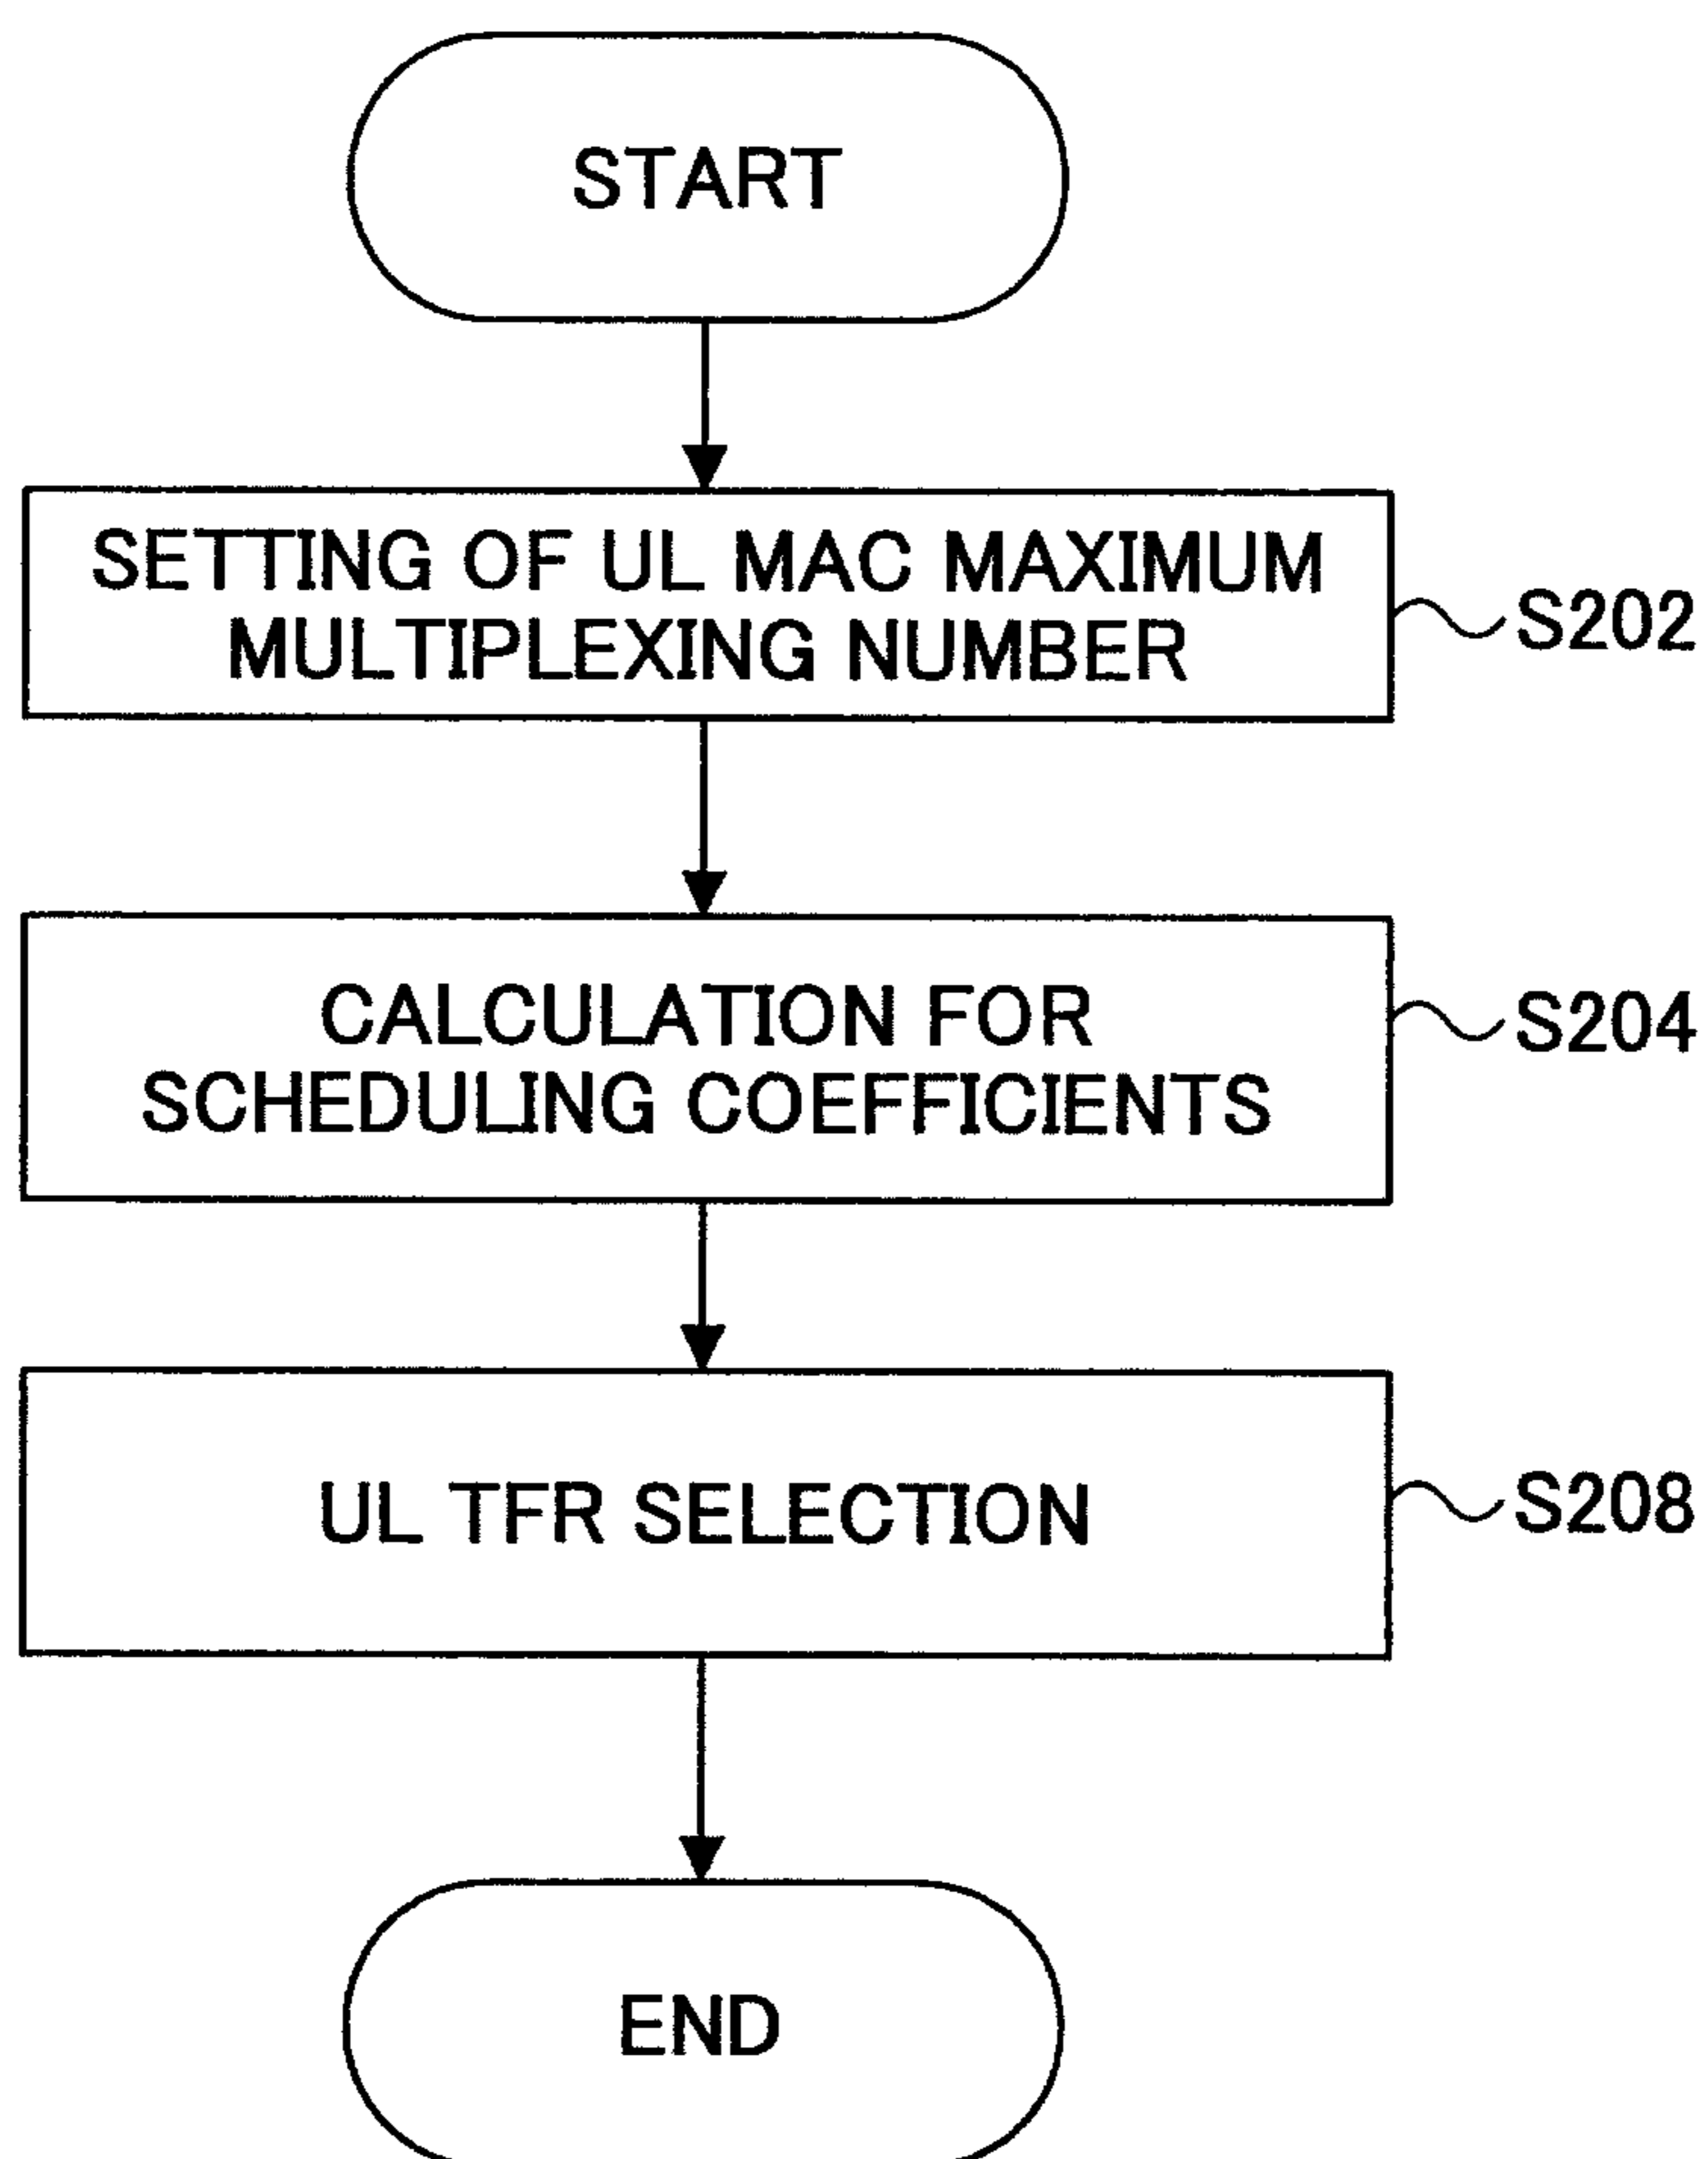 START
SETTING OF UL MAC MAXIMUM
MULTIPLEXING NUMBER
S202
CALCULATION FOR
SCHEDULING COEFFICIENTS
S204
UL TFR SELECTION
S208
END